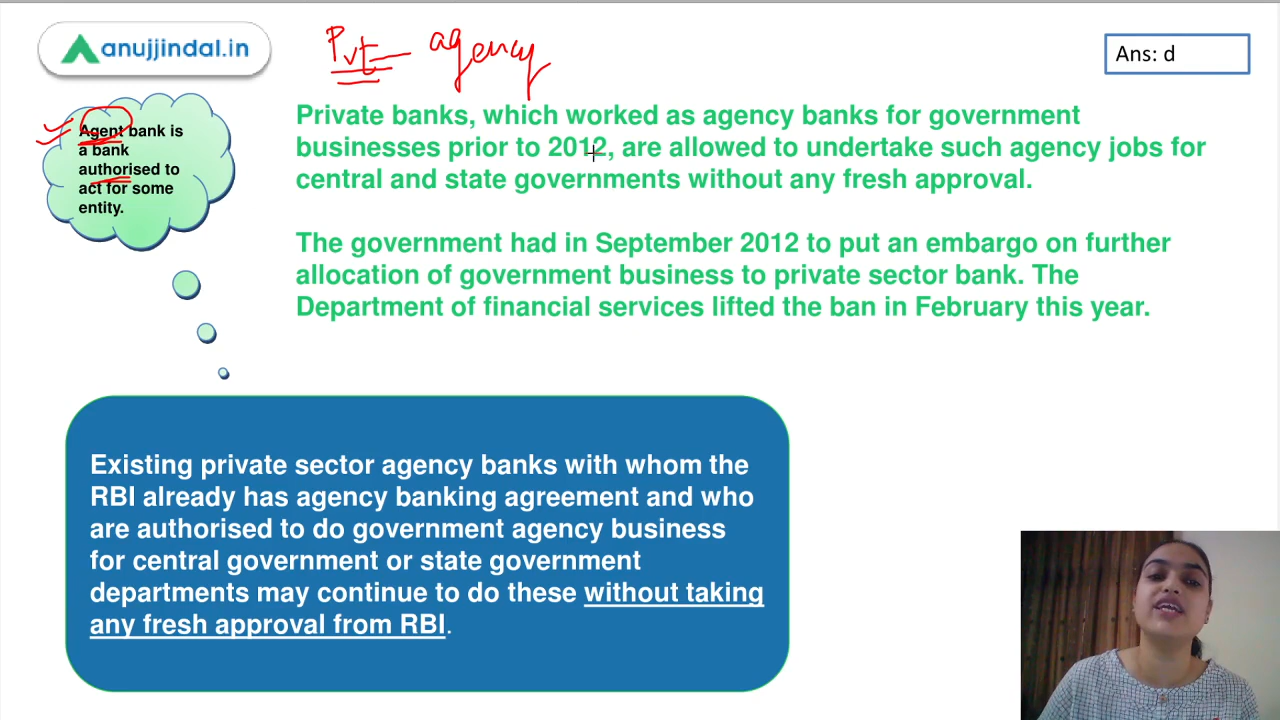 anujjindal.in
Pvt- agency
Ans: d
Agent bank is
a bank
authorised to
act for some
entity.
Private banks, which worked as agency banks for government
businesses prior to 2012, are allowed to undertake such agency jobs for
central and state governments without any fresh approval.
The government had in September 2012 to put an embargo on further
allocation of government business to private sector bank. The
Department of financial services lifted the ban in February this year.
Existing private sector agency banks with whom the
RBI already has agency banking agreement and who
are authorised to do government agency business
for central government or state government
departments may continue to do these without taking
any fresh approval from RBI.